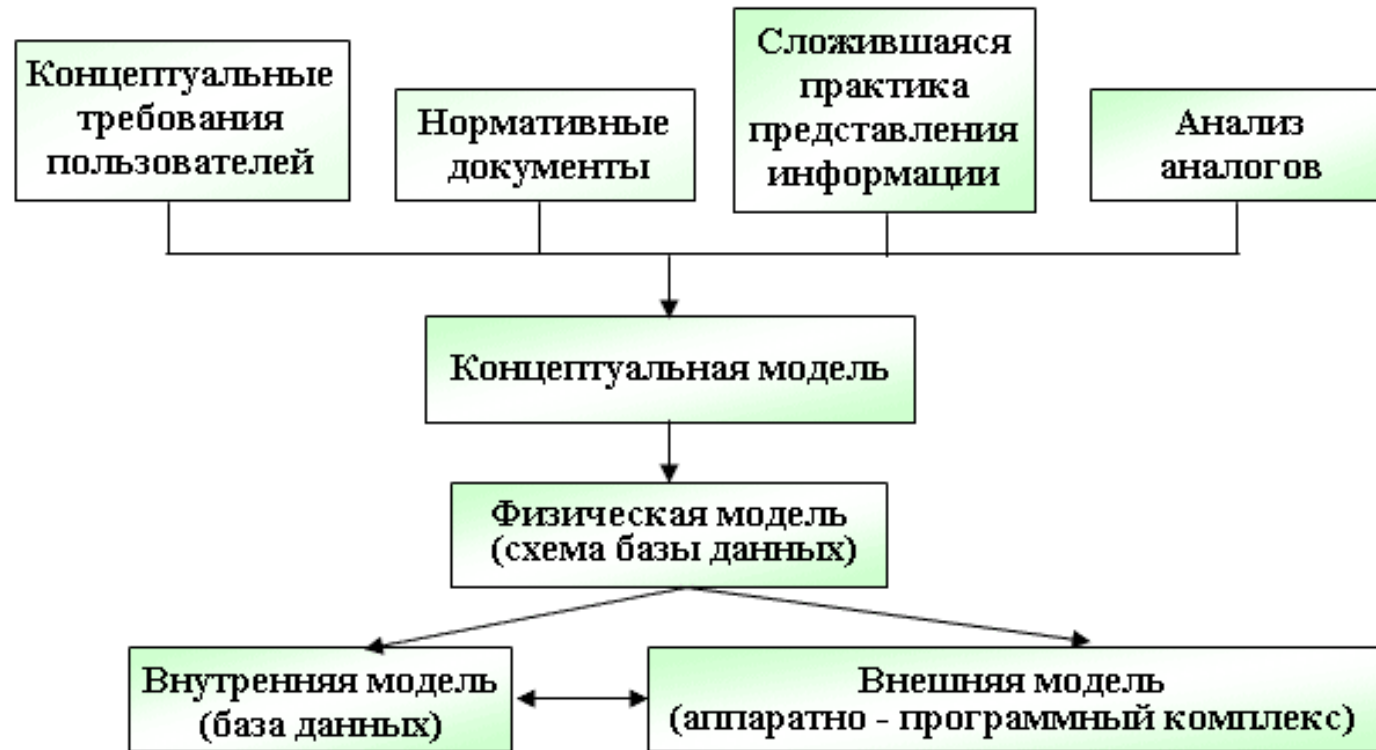 Концептуальные
требования
пользователей
Нормативные
документы
Сложившаяся
практика
представления
информации
Анализ
аналогов
Концептуальная модель
Физическая модель
(схема базы данных)
Внутренняя модель
(база данных)
Внешняя модель
(аппаратно - программный комплекс)